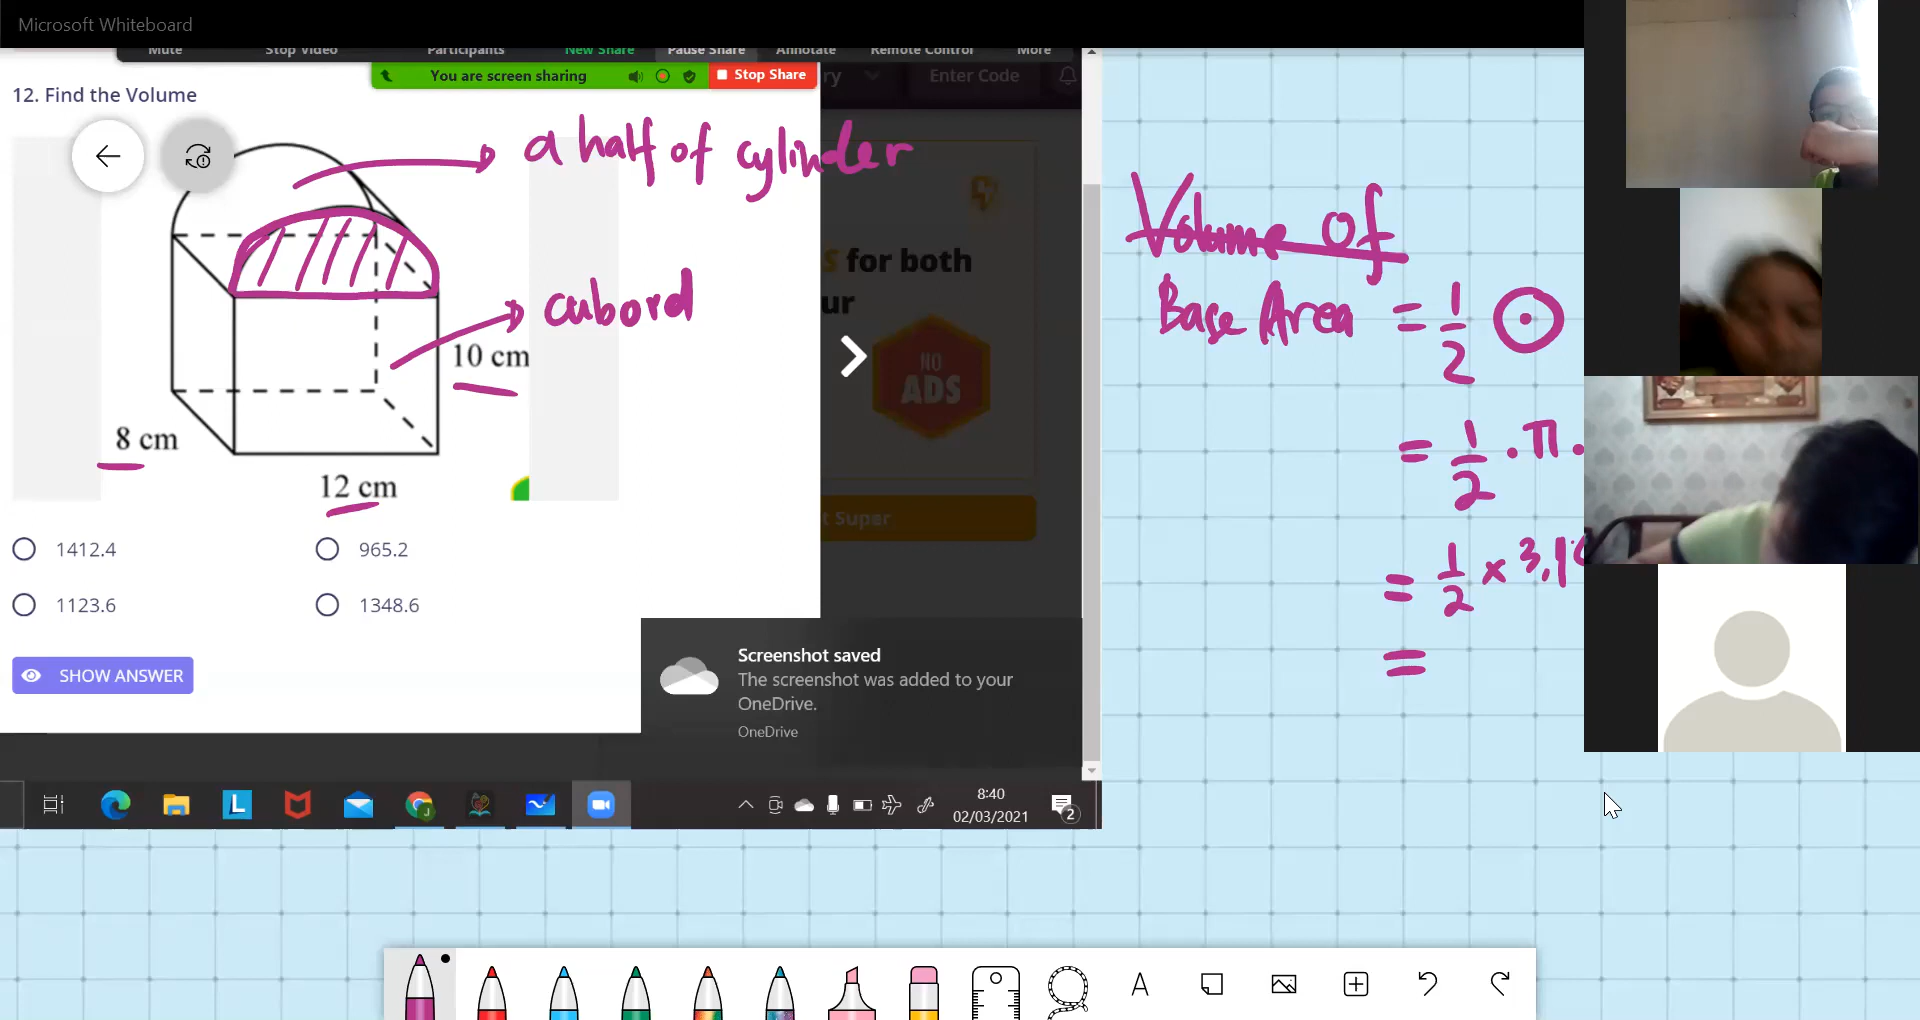 Microsoft Whiteboard
Mute Stop Video Participants New Share Pause Share Annotate Remote Control More
You are screen sharing Stop Share
ry Enter Code
12. Find the Volume
a half of cylinder
cuboid
10 cm
8 cm
12 cm
1412.4 965.2
1123.6 1348.6
SHOW ANSWER
S for both
ur
NO
ADS
t Super
Screenshot saved
The screenshot was added to your
OneDrive.
OneDrive
L
8:40
02/03/2021
2
Volume of
Base Area = 1/2
= 1/2 . π .
= 1/2 × 3,1
=
A